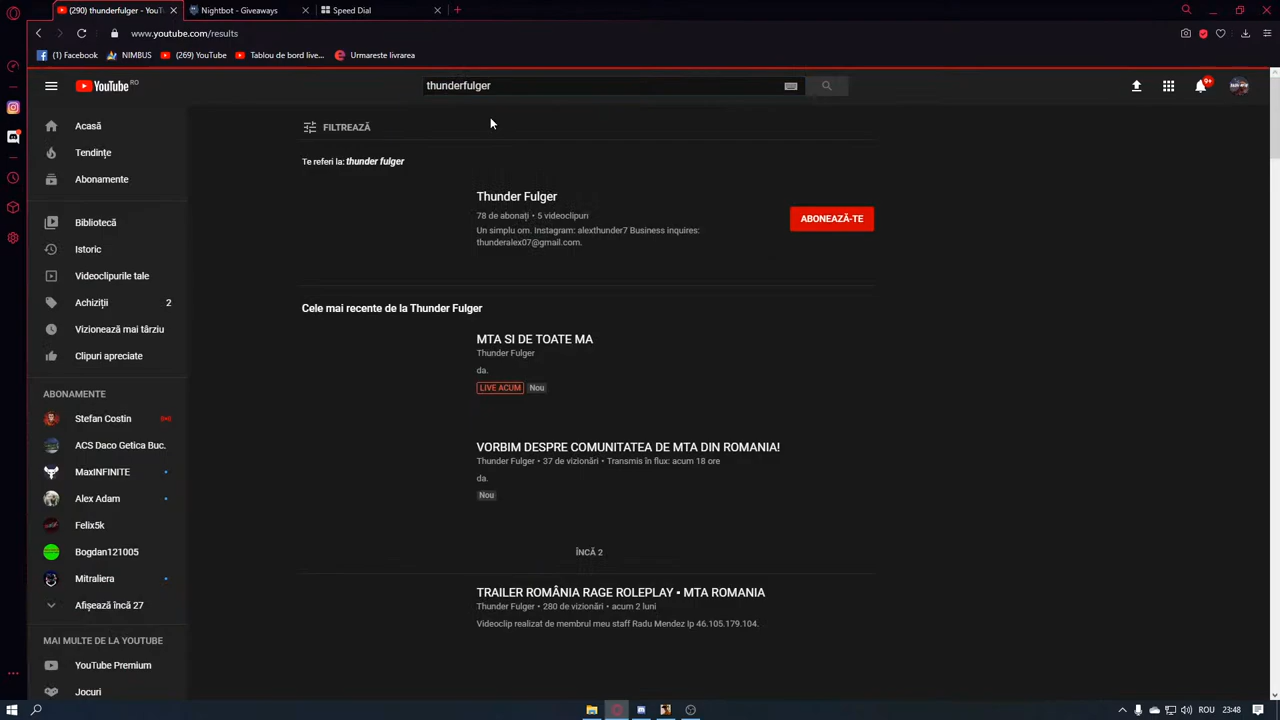 (290) thunderfulger - YouT
Nightbot - Giveaways
Speed Dial
www.youtube.com/results
(1) Facebook
NIMBUS
(269) YouTube
Tablou de bord live...
Urmareste livrarea
YouTube RO
thunderfulger
9+
FILTREAZĂ
Te referi la: thunder fulger
Thunder Fulger
78 de abonați • 5 videoclipuri
Un simplu om. Instagram: alexthunder7 Business inquires:
thunderalex07@gmail.com.
ABONEAZĂ-TE
Cele mai recente de la Thunder Fulger
MTA SI DE TOATE MA
Thunder Fulger
da.
LIVE ACUM Nou
VORBIM DESPRE COMUNITATEA DE MTA DIN ROMANIA!
Thunder Fulger • 37 de vizionări • Transmis în flux: acum 18 ore
da.
Nou
ÎNCĂ 2
TRAILER ROMÂNIA RAGE ROLEPLAY • MTA ROMANIA
Thunder Fulger • 280 de vizionări • acum 2 luni
Videoclip realizat de membrul meu staff Radu Mendez Ip 46.105.179.104.
Acasă
Tendințe
Abonamente
Bibliotecă
Istoric
Videoclipurile tale
Achiziții 2
Vizionează mai târziu
Clipuri apreciate
ABONAMENTE
Stefan Costin
ACS Daco Getica Buc.
MaxINFINITE
Alex Adam
Felix5k
Bogdan121005
Mitraliera
Afișează încă 27
MAI MULTE DE LA YOUTUBE
YouTube Premium
Jocuri
ROU
23:48